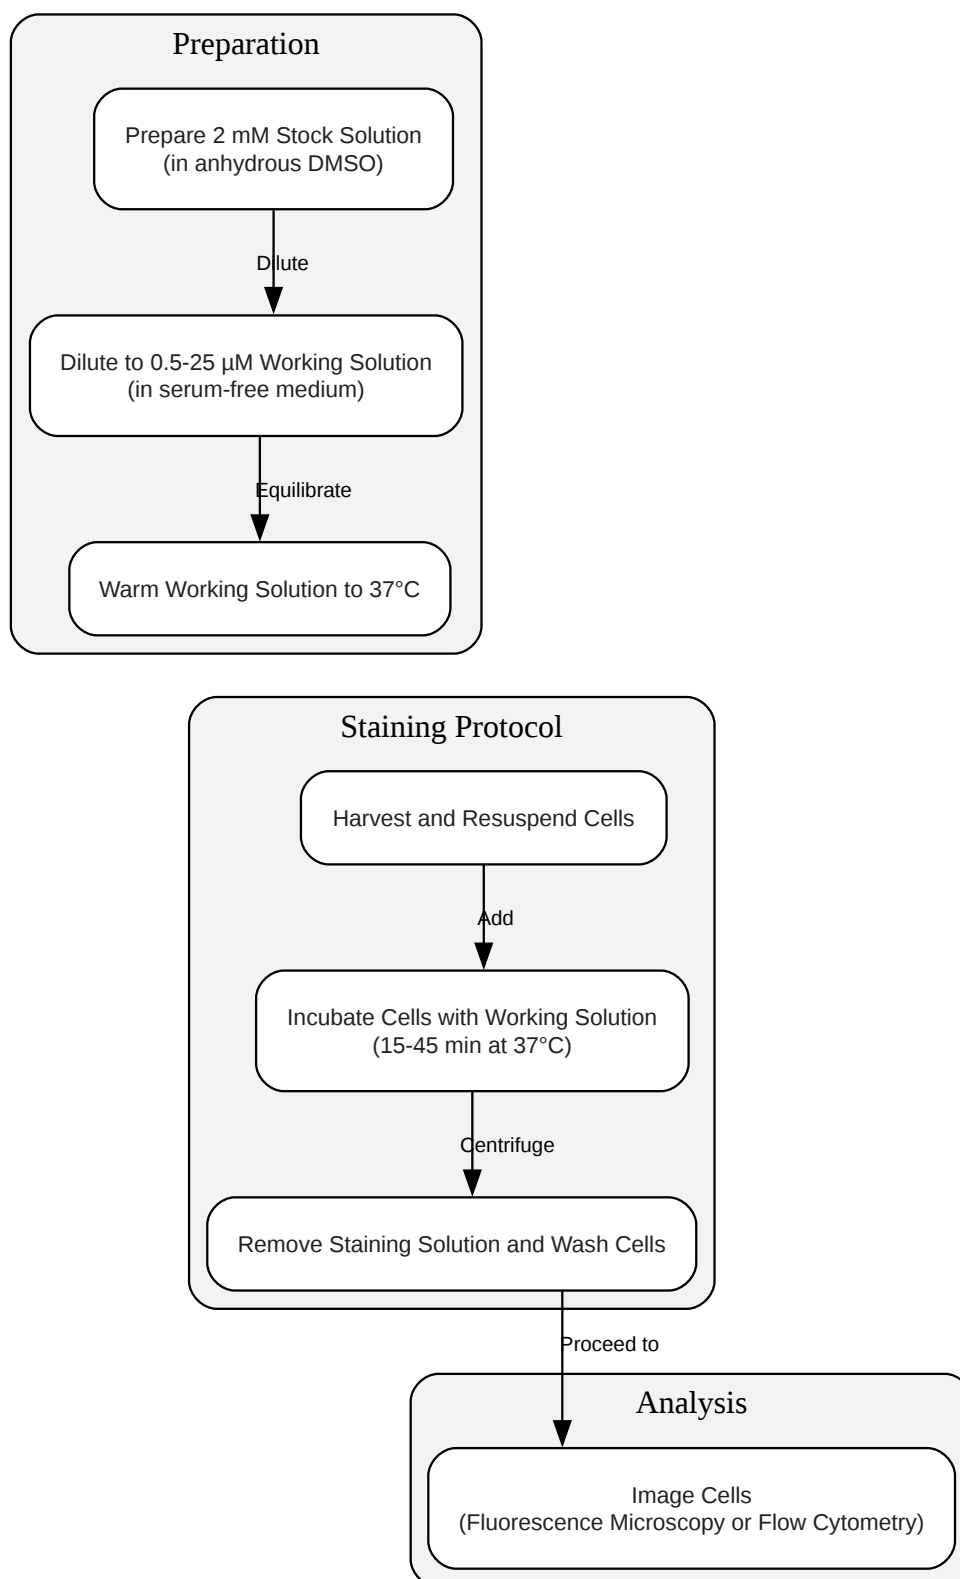 Preparation
Prepare 2 mM Stock Solution
(in anhydrous DMSO)
Dilute
Dilute to 0.5-25 µM Working Solution
(in serum-free medium)
Equilibrate
Warm Working Solution to 37°C
Staining Protocol
Harvest and Resuspend Cells
Add
Incubate Cells with Working Solution
(15-45 min at 37°C)
Centrifuge
Remove Staining Solution and Wash Cells
Proceed to
Analysis
Image Cells
(Fluorescence Microscopy or Flow Cytometry)